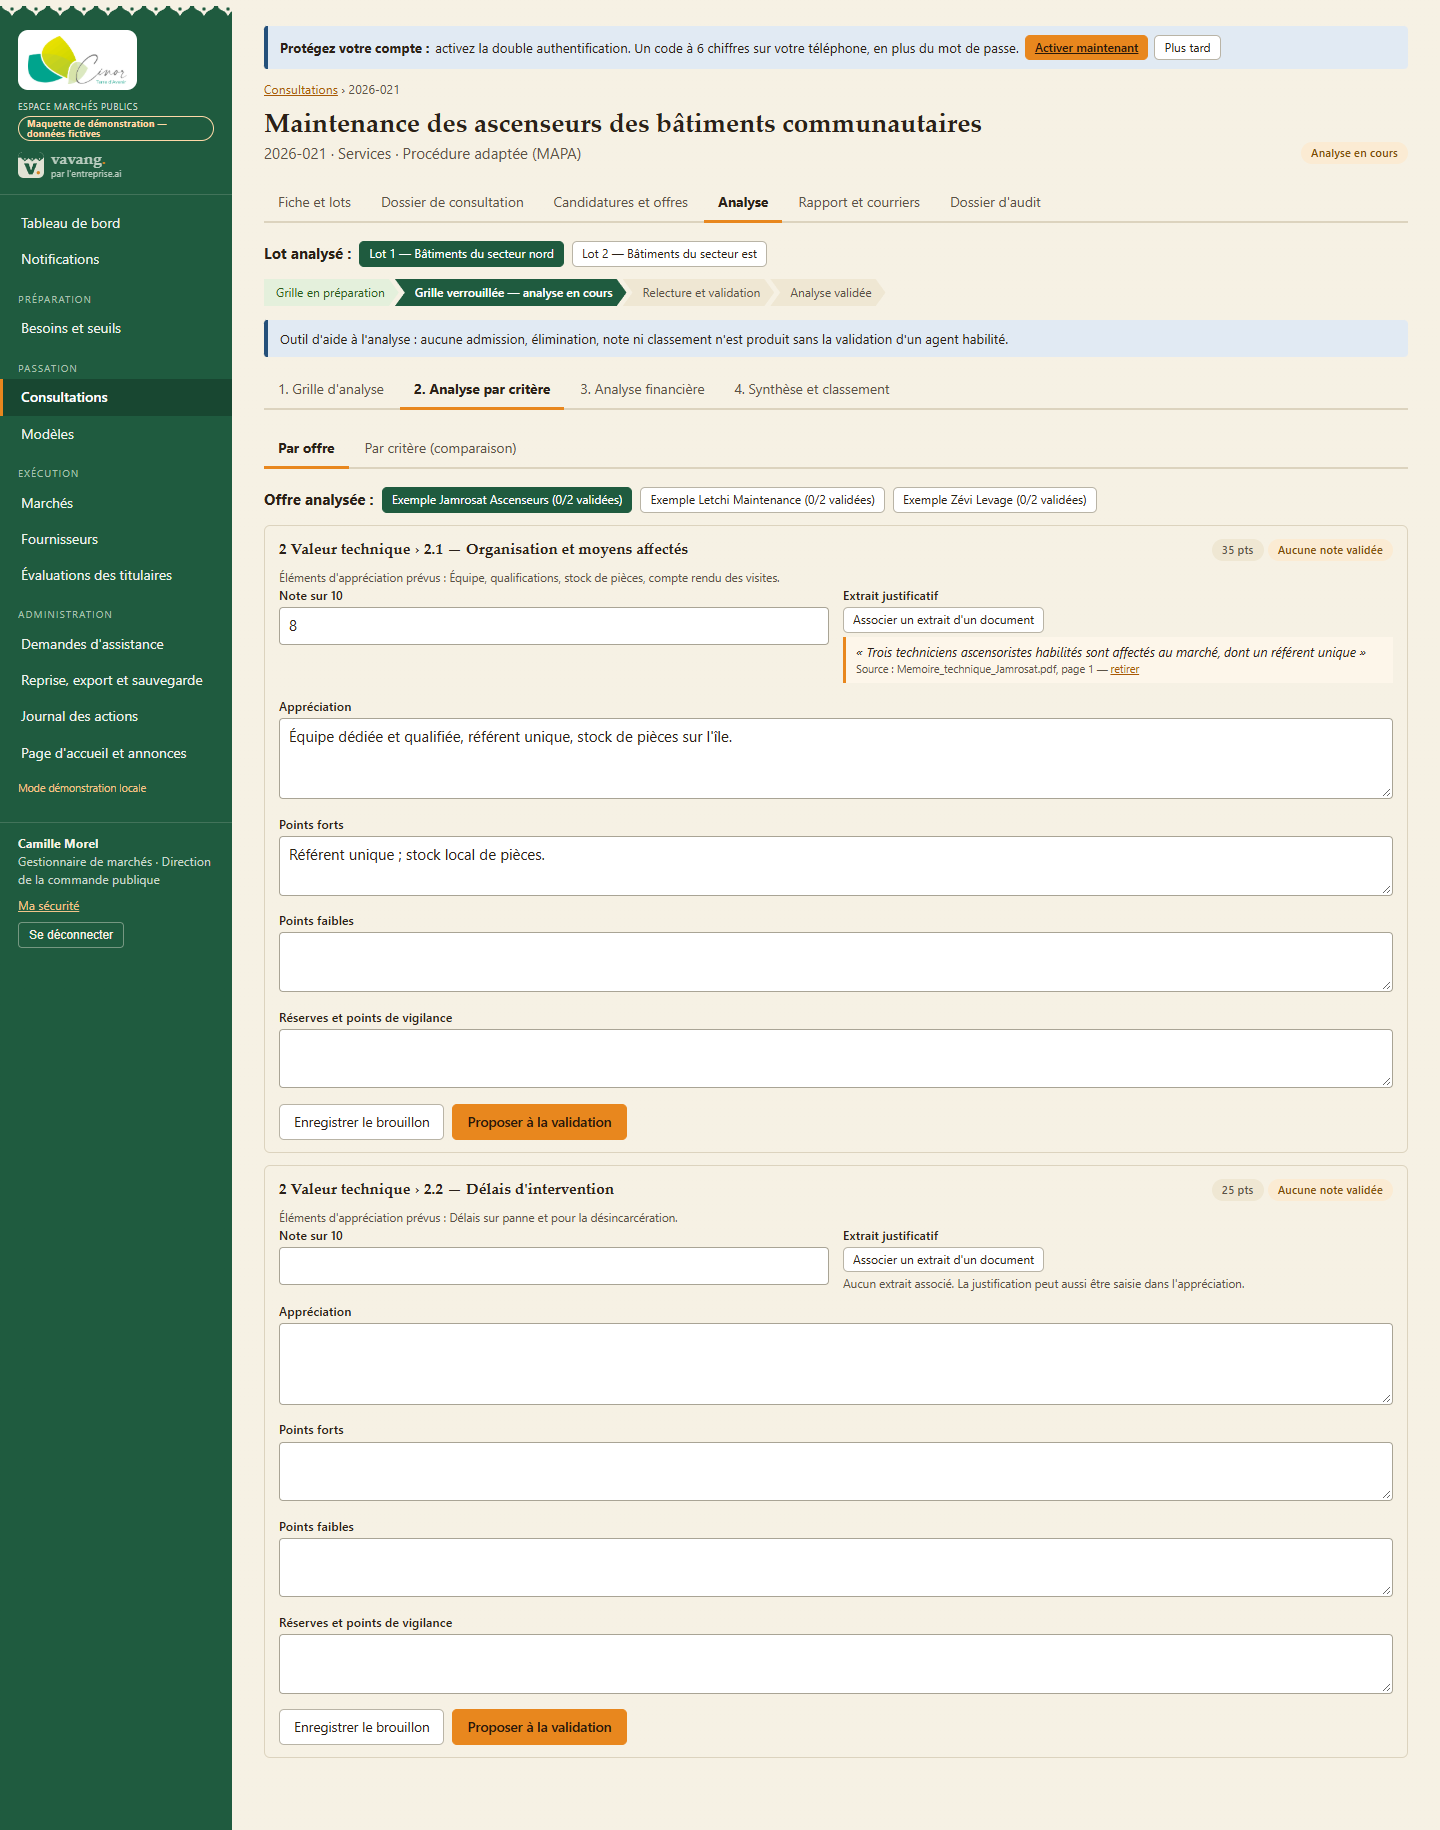 Cinor
ESPACE MARCHÉS PUBLICS
Maquette de démonstration —
données fictives
vavang.
par l'entreprise.ai
Tableau de bord
Notifications
PRÉPARATION
Besoins et seuils
PASSATION
Consultations
Modèles
EXÉCUTION
Marchés
Fournisseurs
Évaluations des titulaires
ADMINISTRATION
Demandes d'assistance
Reprise, export et sauvegarde
Journal des actions
Page d'accueil et annonces
Mode démonstration locale
Camille Morel
Gestionnaire de marchés · Direction
de la commande publique
Ma sécurité
Se déconnecter
Protégez votre compte : activez la double authentification. Un code à 6 chiffres sur votre téléphone, en plus du mot de passe. Activer maintenant Plus tard
Consultations › 2026-021
Maintenance des ascenseurs des bâtiments communautaires
2026-021 · Services · Procédure adaptée (MAPA) Analyse en cours
Fiche et lots Dossier de consultation Candidatures et offres Analyse Rapport et courriers Dossier d'audit
Lot analysé : Lot 1 — Bâtiments du secteur nord Lot 2 — Bâtiments du secteur est
Grille en préparation Grille verrouillée — analyse en cours Relecture et validation Analyse validée
Outil d'aide à l'analyse : aucune admission, élimination, note ni classement n'est produit sans la validation d'un agent habilité.
1. Grille d'analyse 2. Analyse par critère 3. Analyse financière 4. Synthèse et classement
Par offre Par critère (comparaison)
Offre analysée : Exemple Jamrosat Ascenseurs (0/2 validées) Exemple Letchi Maintenance (0/2 validées) Exemple Zévi Levage (0/2 validées)
2 Valeur technique › 2.1 — Organisation et moyens affectés 35 pts Aucune note validée
Éléments d'appréciation prévus : Équipe, qualifications, stock de pièces, compte rendu des visites.
Note sur 10 Extrait justificatif
8 Associer un extrait d'un document
« Trois techniciens ascensoristes habilités sont affectés au marché, dont un référent unique »
Source : Memoire_technique_Jamrosat.pdf, page 1 — retirer
Appréciation
Équipe dédiée et qualifiée, référent unique, stock de pièces sur l'île.
Points forts
Référent unique ; stock local de pièces.
Points faibles
Réserves et points de vigilance
Enregistrer le brouillon Proposer à la validation
2 Valeur technique › 2.2 — Délais d'intervention 25 pts Aucune note validée
Éléments d'appréciation prévus : Délais sur panne et pour la désincarcération.
Note sur 10 Extrait justificatif
Associer un extrait d'un document
Aucun extrait associé. La justification peut aussi être saisie dans l'appréciation.
Appréciation
Points forts
Points faibles
Réserves et points de vigilance
Enregistrer le brouillon Proposer à la validation